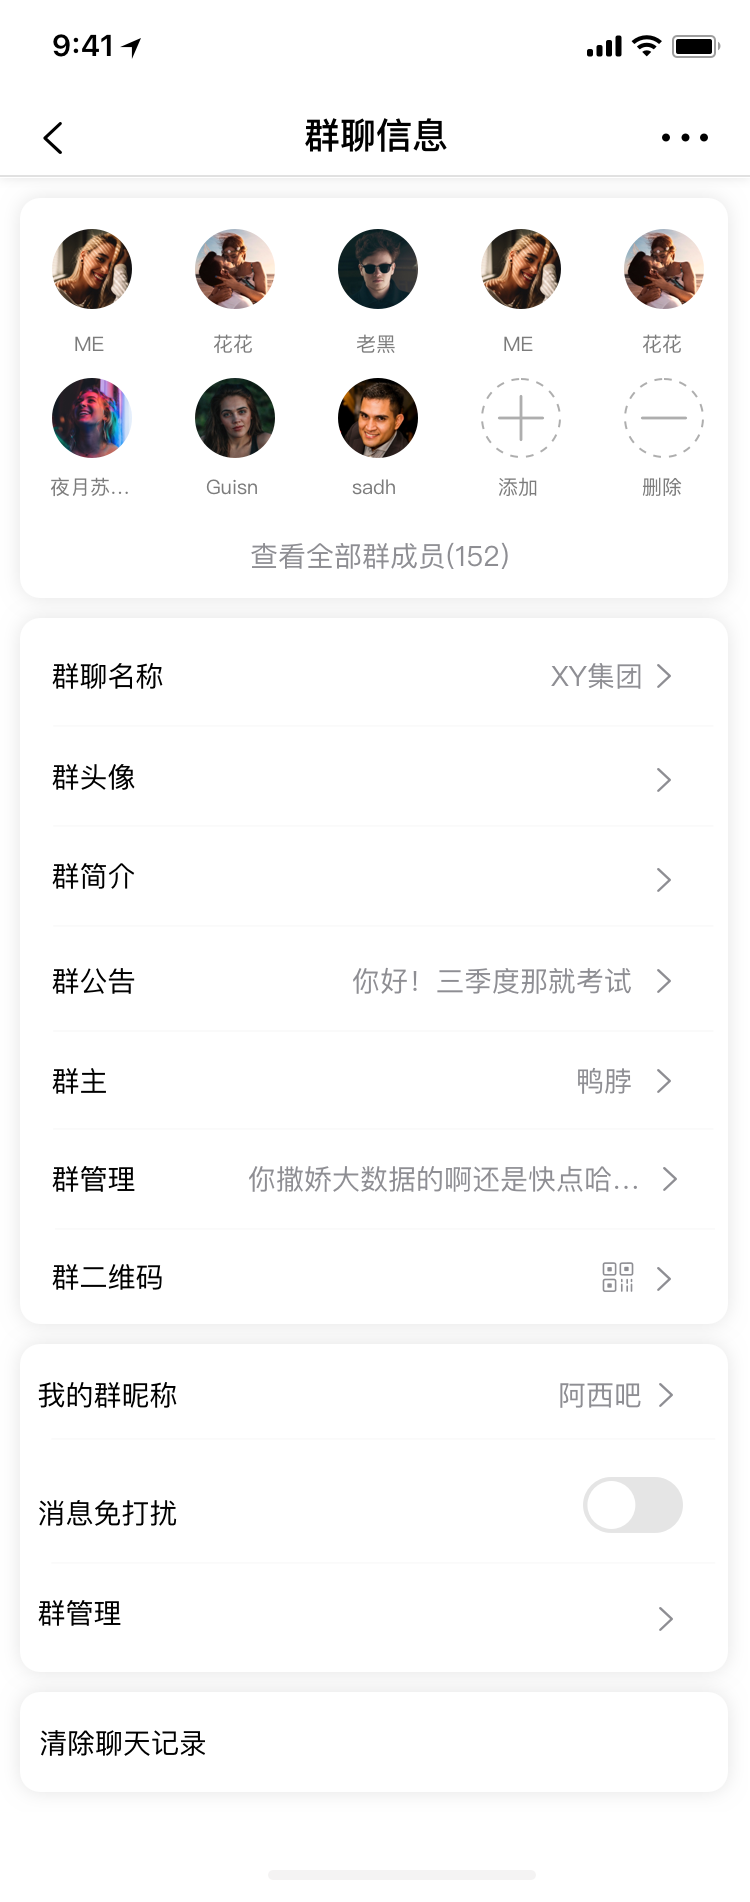 9:41
群聊信息
ME 花花 老黑 ME 花花
夜月苏... Guisn sadh 添加 删除
查看全部群成员(152)
群聊名称 XY集团
群头像
群简介
群公告 你好！三季度那就考试
群主 鸭脖
群管理 你撒娇大数据的啊还是快点哈...
群二维码
我的群昵称 阿西吧
消息免打扰
群管理
清除聊天记录